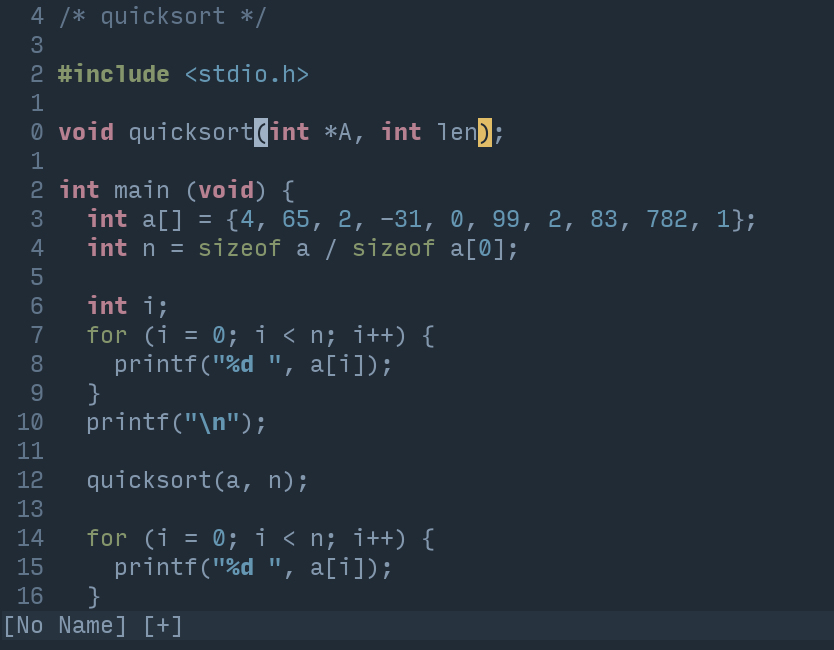 4 /* quicksort */
3
2 #include <stdio.h>
1
0 void quicksort(int *A, int len);
1
2 int main (void) {
3   int a[] = {4, 65, 2, -31, 0, 99, 2, 83, 782, 1};
4   int n = sizeof a / sizeof a[0];
5
6   int i;
7   for (i = 0; i < n; i++) {
8     printf("%d ", a[i]);
9   }
10   printf("\n");
11
12   quicksort(a, n);
13
14   for (i = 0; i < n; i++) {
15     printf("%d ", a[i]);
16   }
[No Name] [+]